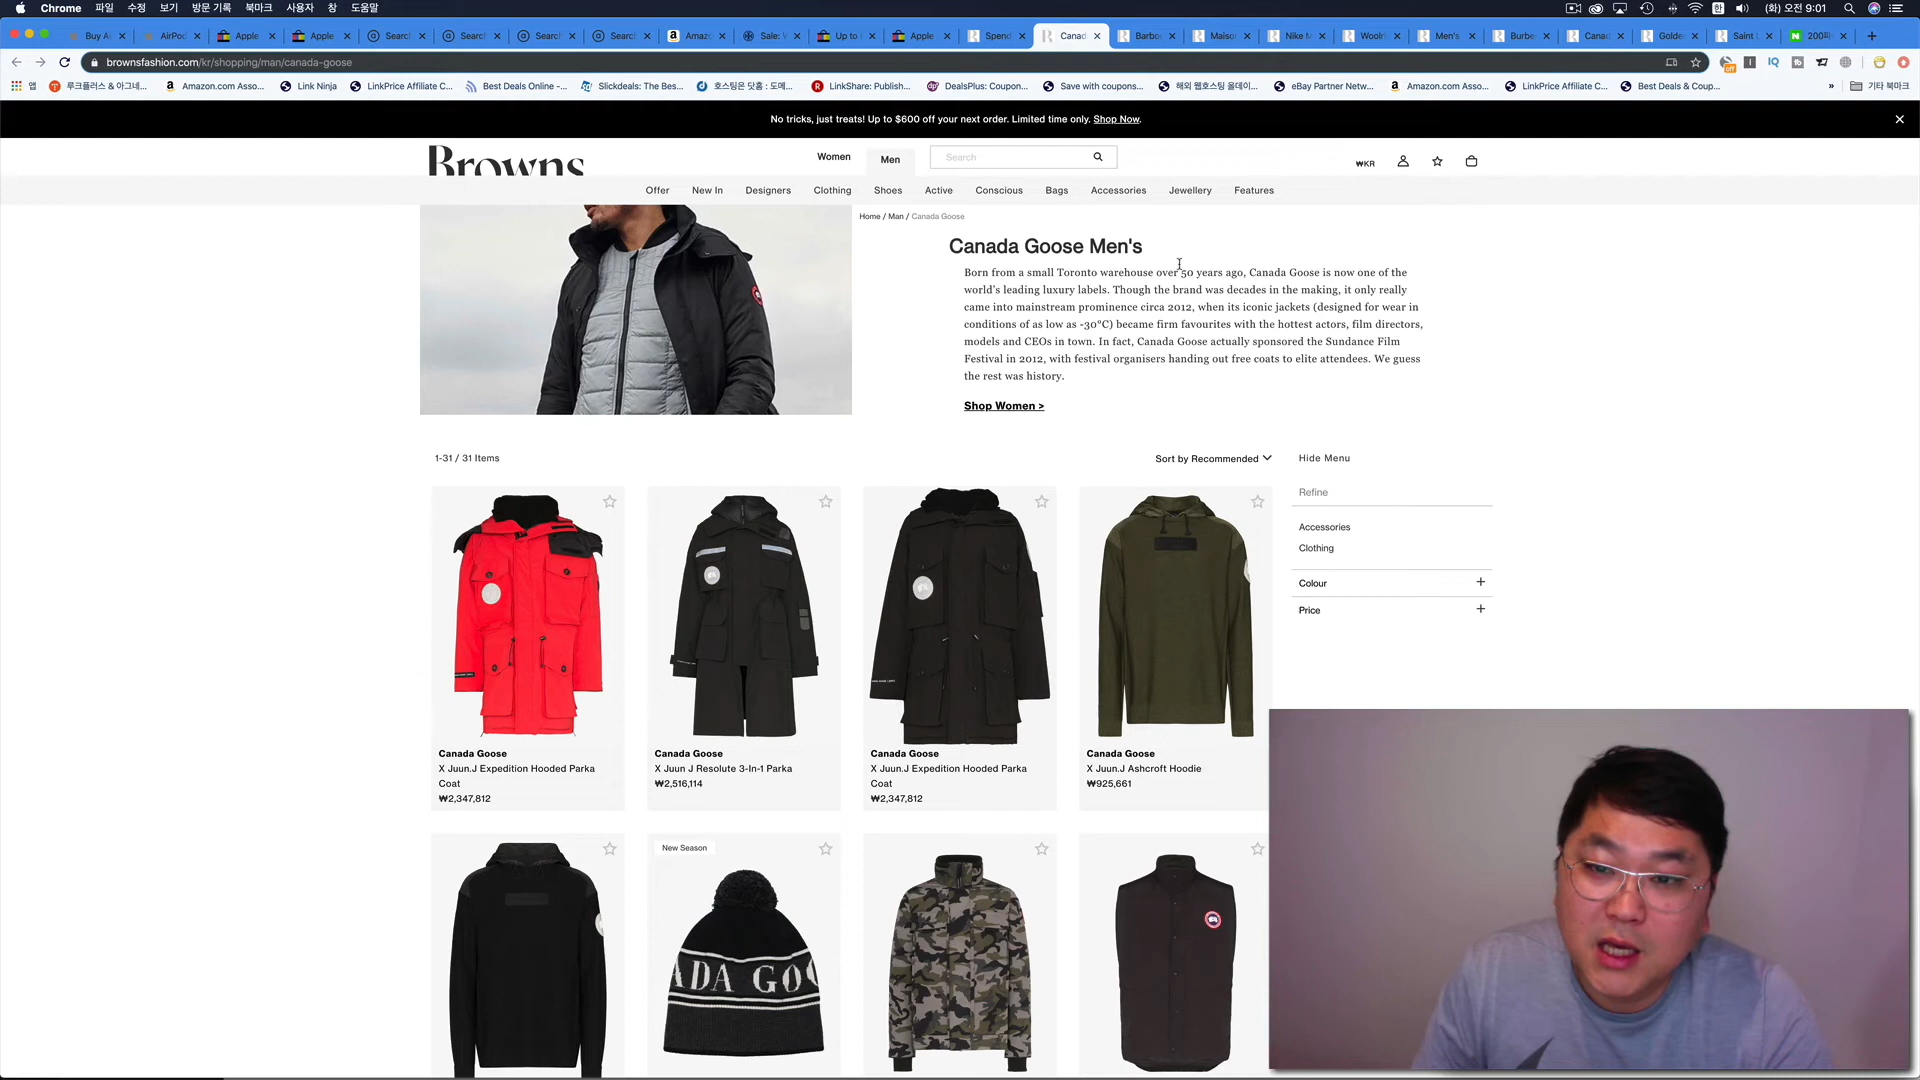 Chrome 파일 수정 보기 방문 기록 북마크 사용자 창 도움말
한 (화) 오전 9:01
Buy A
AirPod
Apple
Apple
Searc
Search
Search
Search
Amaz
Sale:
Up to
Apple
Spend
Canad
Barbo
Maiso
Nike M
Woolr
Men's
Burbe
Canad
Golde
Saint L
N 200
brownsfashion.com/kr/shopping/man/canada-goose
off
IQ
앱
루크플러스 & 아그네...
Amazon.com Asso...
Link Ninja
LinkPrice Affiliate C...
Best Deals Online -...
Slickdeals: The Bes...
호스팅은 닷홈 : 도메...
LinkShare: Publish...
DealsPlus: Coupon...
Save with coupons...
해외 웹호스팅 올데이...
eBay Partner Netw...
Amazon.com Asso...
LinkPrice Affiliate C...
Best Deals & Coup...
»
기타 북마크
No tricks, just treats! Up to $600 off your next order. Limited time only. Shop Now.
Browns
Women
Men
Search
₩KR
Offer New In Designers Clothing Shoes Active Conscious Bags Accessories Jewellery Features
Home / Man / Canada Goose
Canada Goose Men's
Born from a small Toronto warehouse over 50 years ago, Canada Goose is now one of the
world's leading luxury labels. Though the brand was decades in the making, it only really
came into mainstream prominence circa 2012, when its iconic jackets (designed for wear in
conditions of as low as -30°C) became firm favourites with the hottest actors, film directors,
models and CEOs in town. In fact, Canada Goose actually sponsored the Sundance Film
Festival in 2012, with festival organisers handing out free coats to elite attendees. We guess
the rest was history.
Shop Women >
1-31 / 31 Items
Sort by Recommended
Hide Menu
Refine
Accessories
Clothing
Colour +
Price +
Canada Goose
X Juun.J Expedition Hooded Parka
Coat
₩2,347,812
Canada Goose
X Juun J Resolute 3-In-1 Parka
₩2,516,114
Canada Goose
X Juun.J Expedition Hooded Parka
Coat
₩2,347,812
Canada Goose
X Juun.J Ashcroft Hoodie
₩925,661
New Season
ADA GO